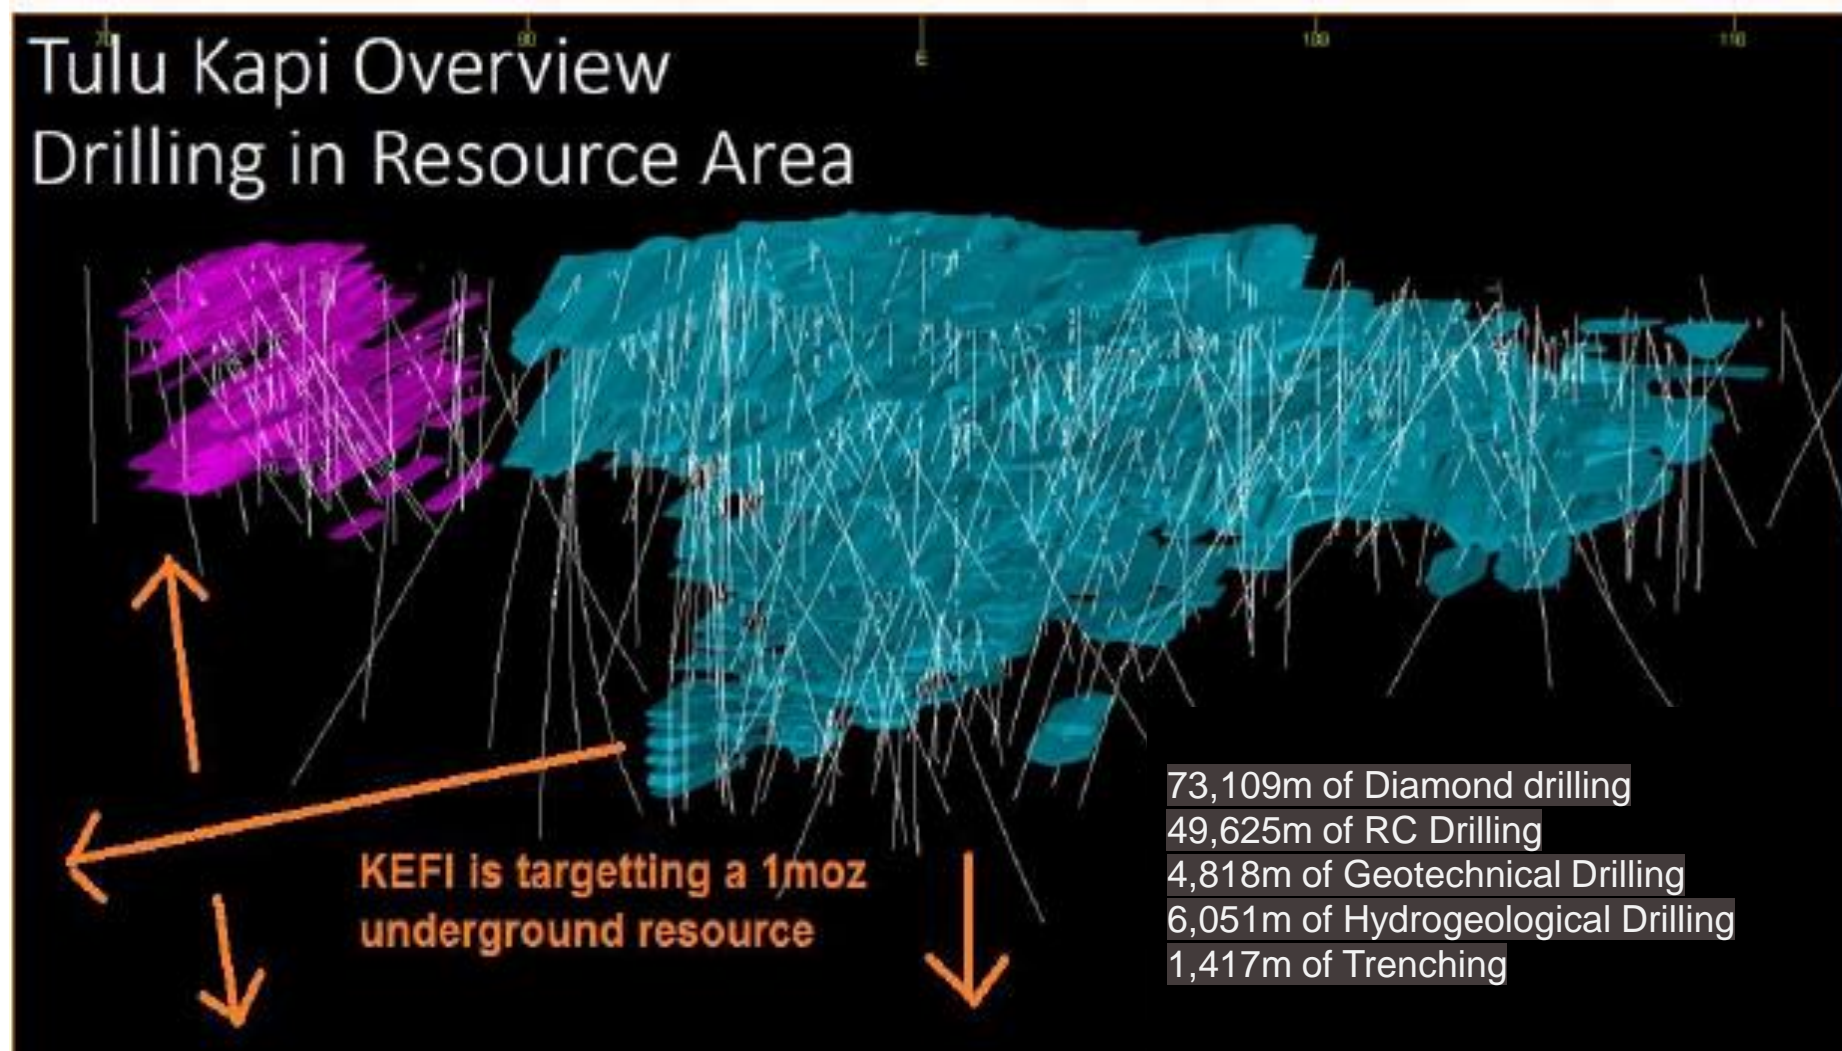 Tulu Kapi Overview
Drilling in Resource Area
E
KEFI is targetting a 1moz
underground resource
73,109m of Diamond drilling
49,625m of RC Drilling
4,818m of Geotechnical Drilling
6,051m of Hydrogeological Drilling
1,417m of Trenching